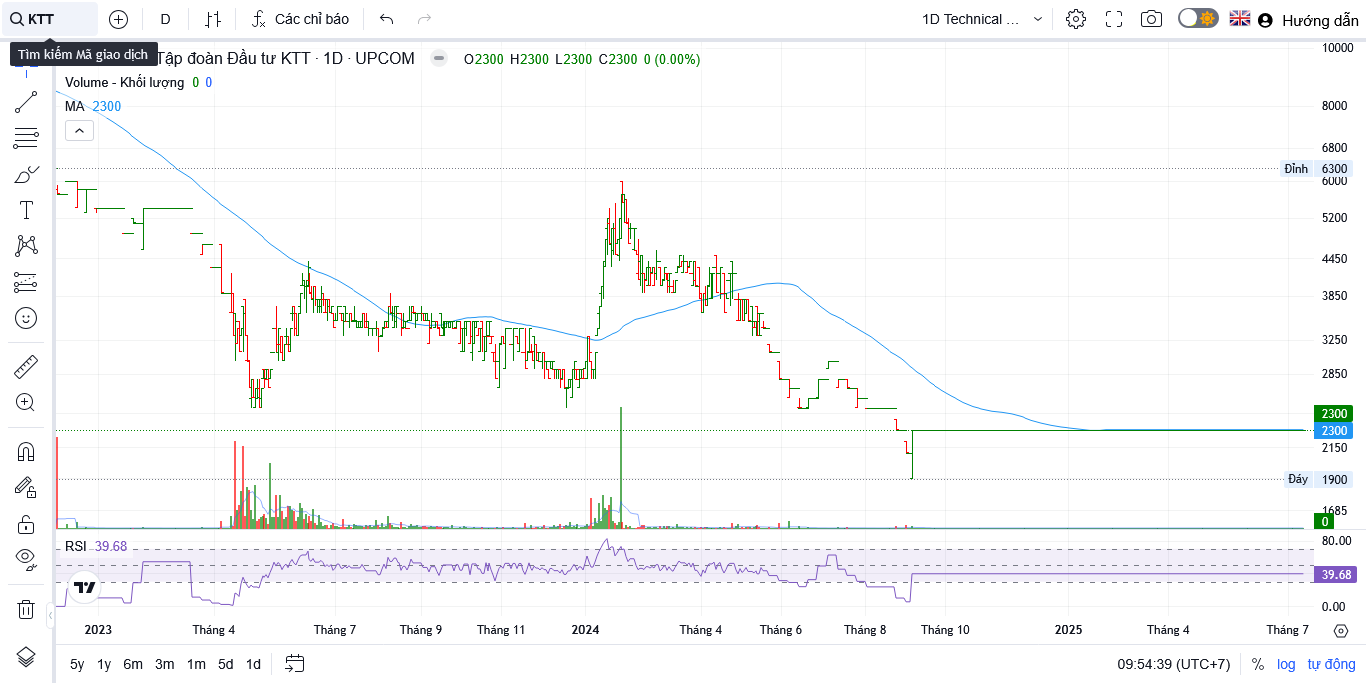 KTT D Các chỉ báo 1D Technical ... Hướng dẫn
Tìm kiếm Mã giao dịch
Tập đoàn Đầu tư KTT · 1D · UPCOM O2300 H2300 L2300 C2300 0 (0.00%)
Volume - Khối lượng 0 0
MA 2300
10000
8000
6800
Đỉnh 6300
6000
5200
4450
3850
3250
2850
2300
2300
2150
Đáy 1900
1685
0
RSI 39.68
80.00
39.68
0.00
2023 Tháng 4 Tháng 7 Tháng 9 Tháng 11 2024 Tháng 4 Tháng 6 Tháng 8 Tháng 10 2025 Tháng 4 Tháng 7
5y 1y 6m 3m 1m 5d 1d 09:54:39 (UTC+7) % log tự động